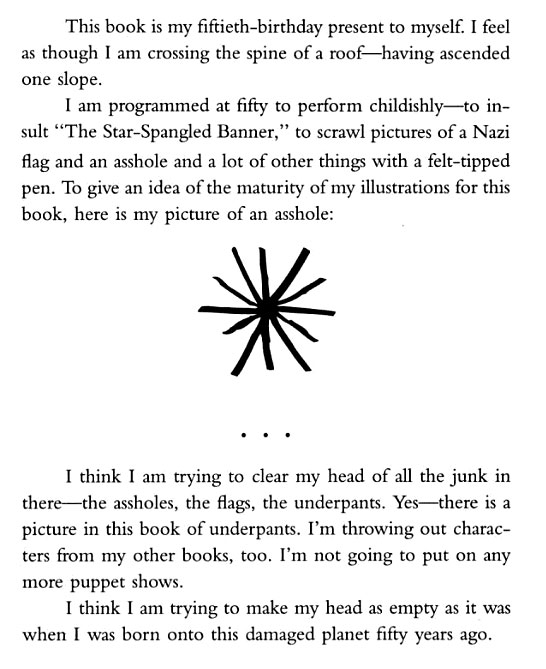 This book is my fiftieth-birthday present to myself. I feel
as though I am crossing the spine of a roof—having ascended
one slope.
I am programmed at fifty to perform childishly—to in-
sult “The Star-Spangled Banner,” to scrawl pictures of a Nazi
flag and an asshole and a lot of other things with a felt-tipped
pen. To give an idea of the maturity of my illustrations for this
book, here is my picture of an asshole:
. . .
I think I am trying to clear my head of all the junk in
there—the assholes, the flags, the underpants. Yes—there is a
picture in this book of underpants. I’m throwing out charac-
ters from my other books, too. I’m not going to put on any
more puppet shows.
I think I am trying to make my head as empty as it was
when I was born onto this damaged planet fifty years ago.